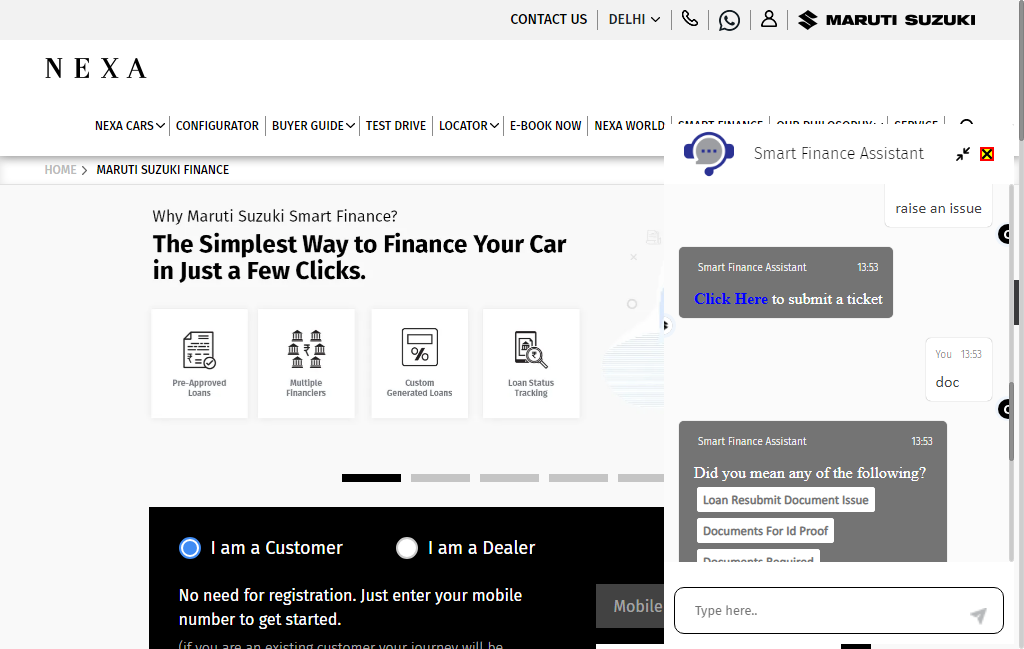 CONTACT US
DELHI
MARUTI SUZUKI
NEXA
NEXA CARS
CONFIGURATOR
BUYER GUIDE
TEST DRIVE
LOCATOR
E-BOOK NOW
NEXA WORLD
SMART FINANCE
OUR PHILOSOPHY
SERVICE
HOME
MARUTI SUZUKI FINANCE
Why Maruti Suzuki Smart Finance?
The Simplest Way to Finance Your Car
in Just a Few Clicks.
Pre-Approved
Loans
Multiple
Financiers
Custom
Generated Loans
Loan Status
Tracking
I am a Customer
I am a Dealer
No need for registration. Just enter your mobile
number to get started.
(if you are an existing customer your journey will be
Mobile
Smart Finance Assistant
raise an issue
Smart Finance Assistant 13:53
Click Here to submit a ticket
You 13:53
doc
Smart Finance Assistant 13:53
Did you mean any of the following?
Loan Resubmit Document Issue
Documents For Id Proof
Documents Required
Type here..